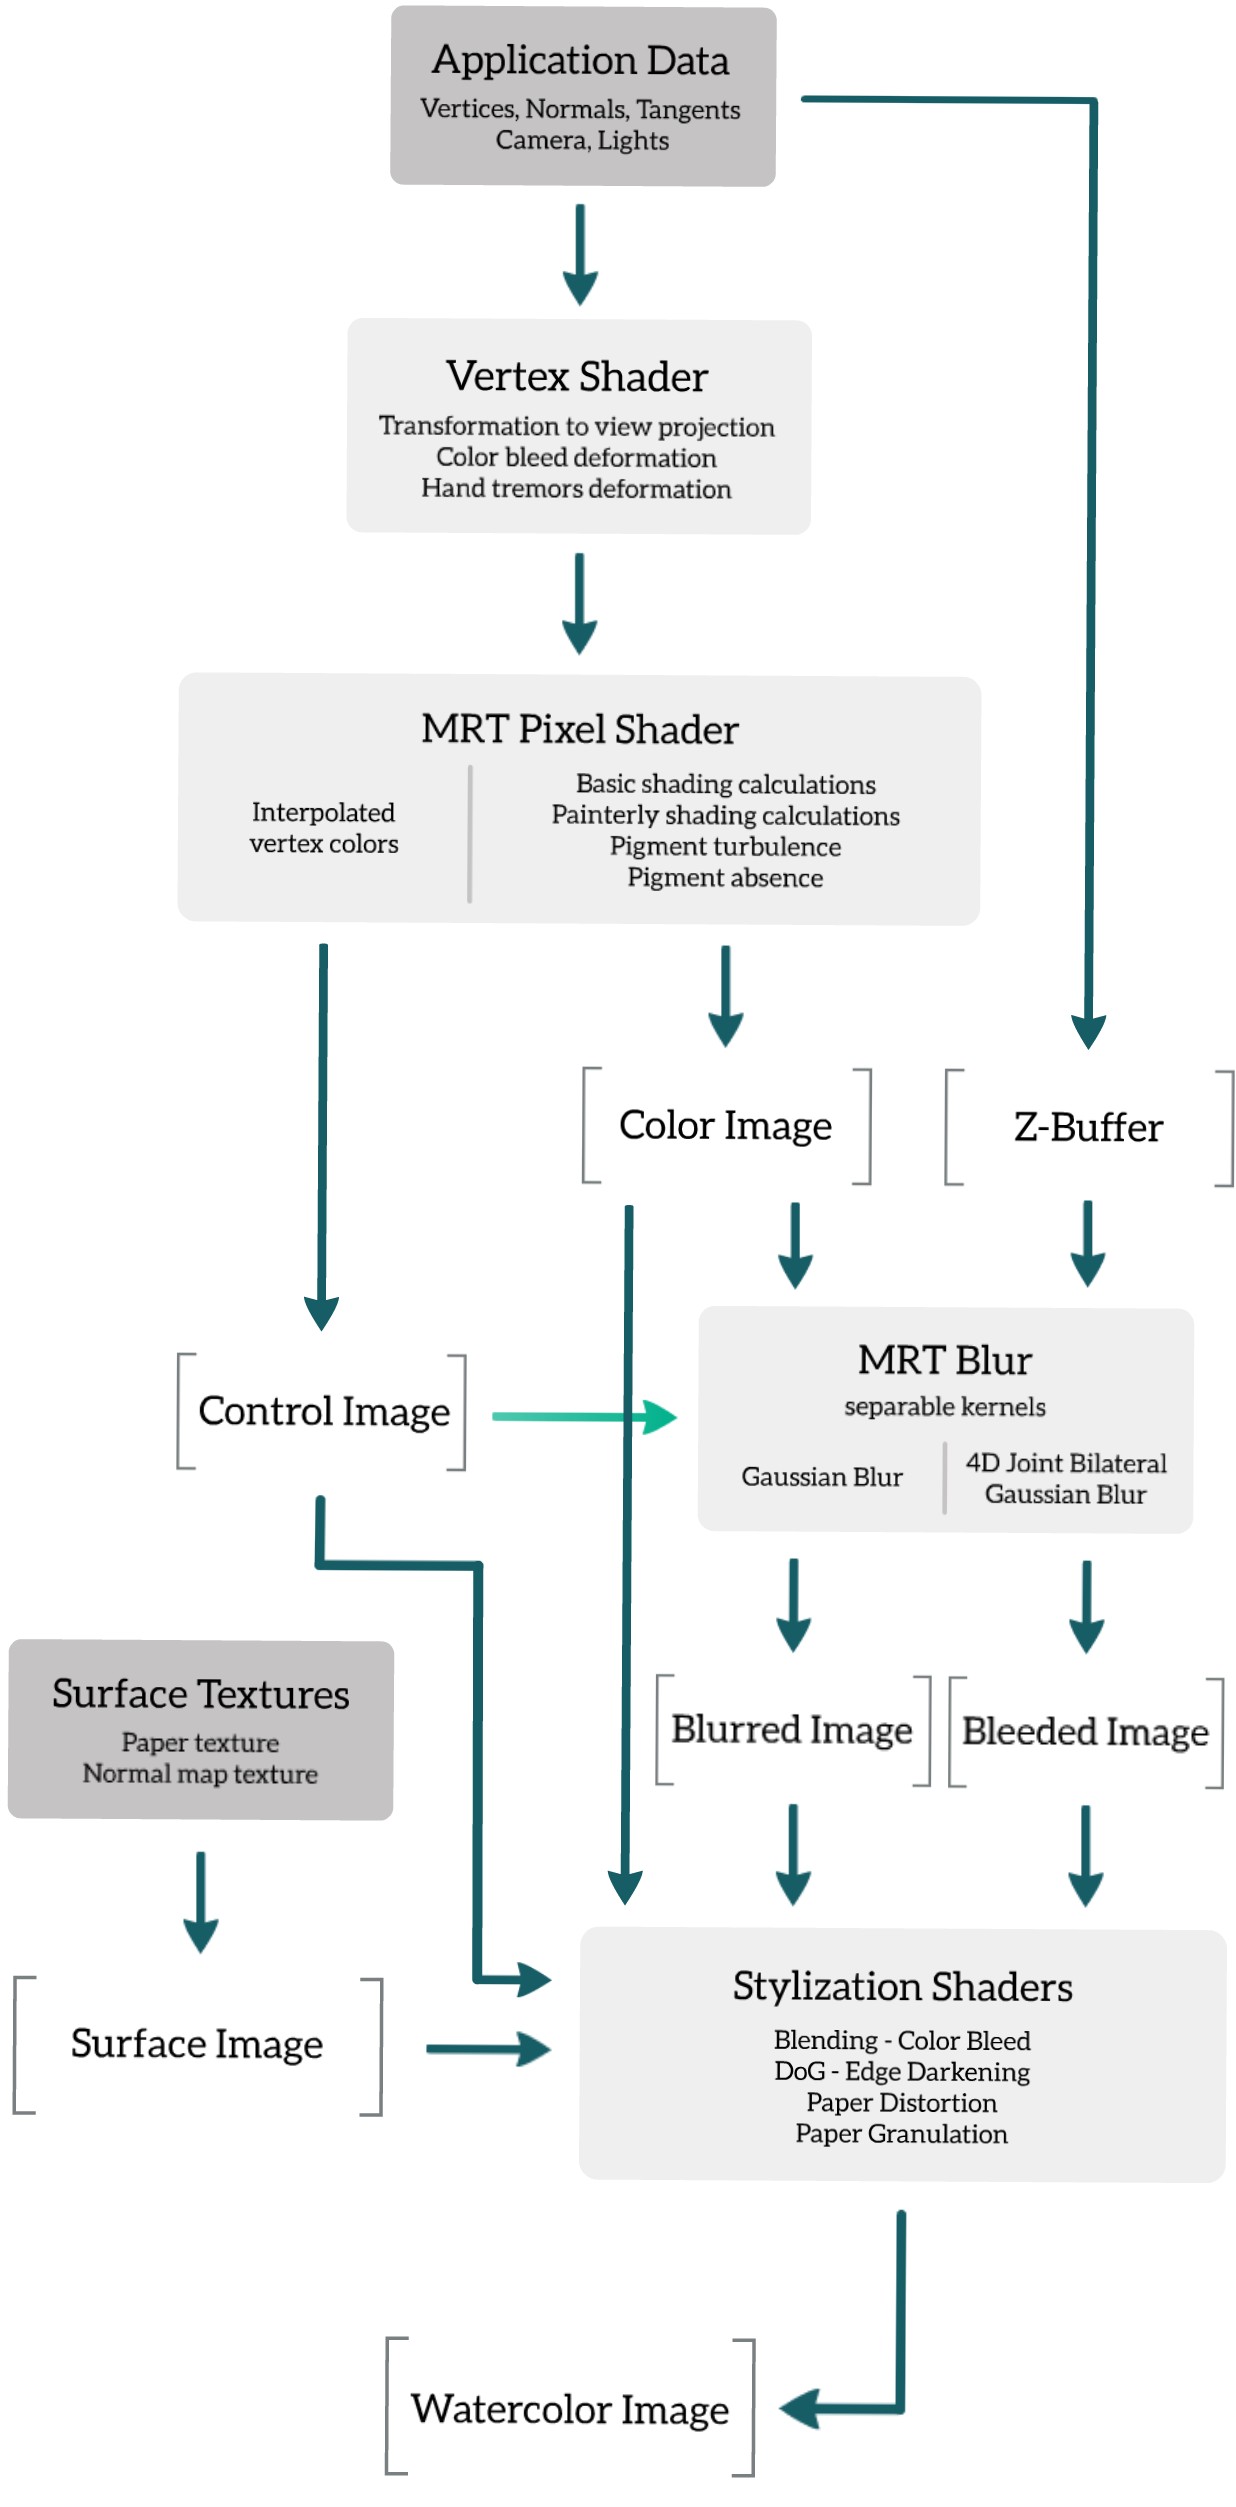 Application Data
Vertices, Normals, Tangents
Camera, Lights
Vertex Shader
Transformation to view projection
Color bleed deformation
Hand tremors deformation
MRT Pixel Shader
Interpolated
vertex colors
Basic shading calculations
Painterly shading calculations
Pigment turbulence
Pigment absence
Color Image
Z-Buffer
Control Image
MRT Blur
separable kernels
Gaussian Blur
4D Joint Bilateral
Gaussian Blur
Surface Textures
Paper texture
Normal map texture
Blurred Image
Bleeded Image
Surface Image
Stylization Shaders
Blending - Color Bleed
DoG - Edge Darkening
Paper Distortion
Paper Granulation
Watercolor Image